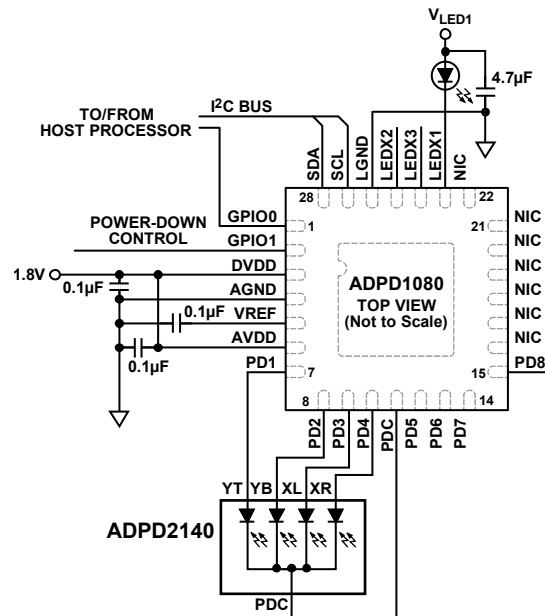 VLED1
4.7µF
I2C BUS
TO/FROM
HOST PROCESSOR
SDA
SCL
LGND
LEDX2
LEDX3
LEDX1
NIC
28
22
GPIO0
1
21
NIC
POWER-DOWN
CONTROL
GPIO1
NIC
1.8V
DVDD
NIC
0.1µF
AGND
NIC
ADPD1080
TOP VIEW
(Not to Scale)
0.1µF
VREF
NIC
AVDD
NIC
0.1µF
PD1
7
15
PD8
8
14
PD2
PD3
PD4
PDC
PD5
PD6
PD7
YT YB XL XR
ADPD2140
PDC